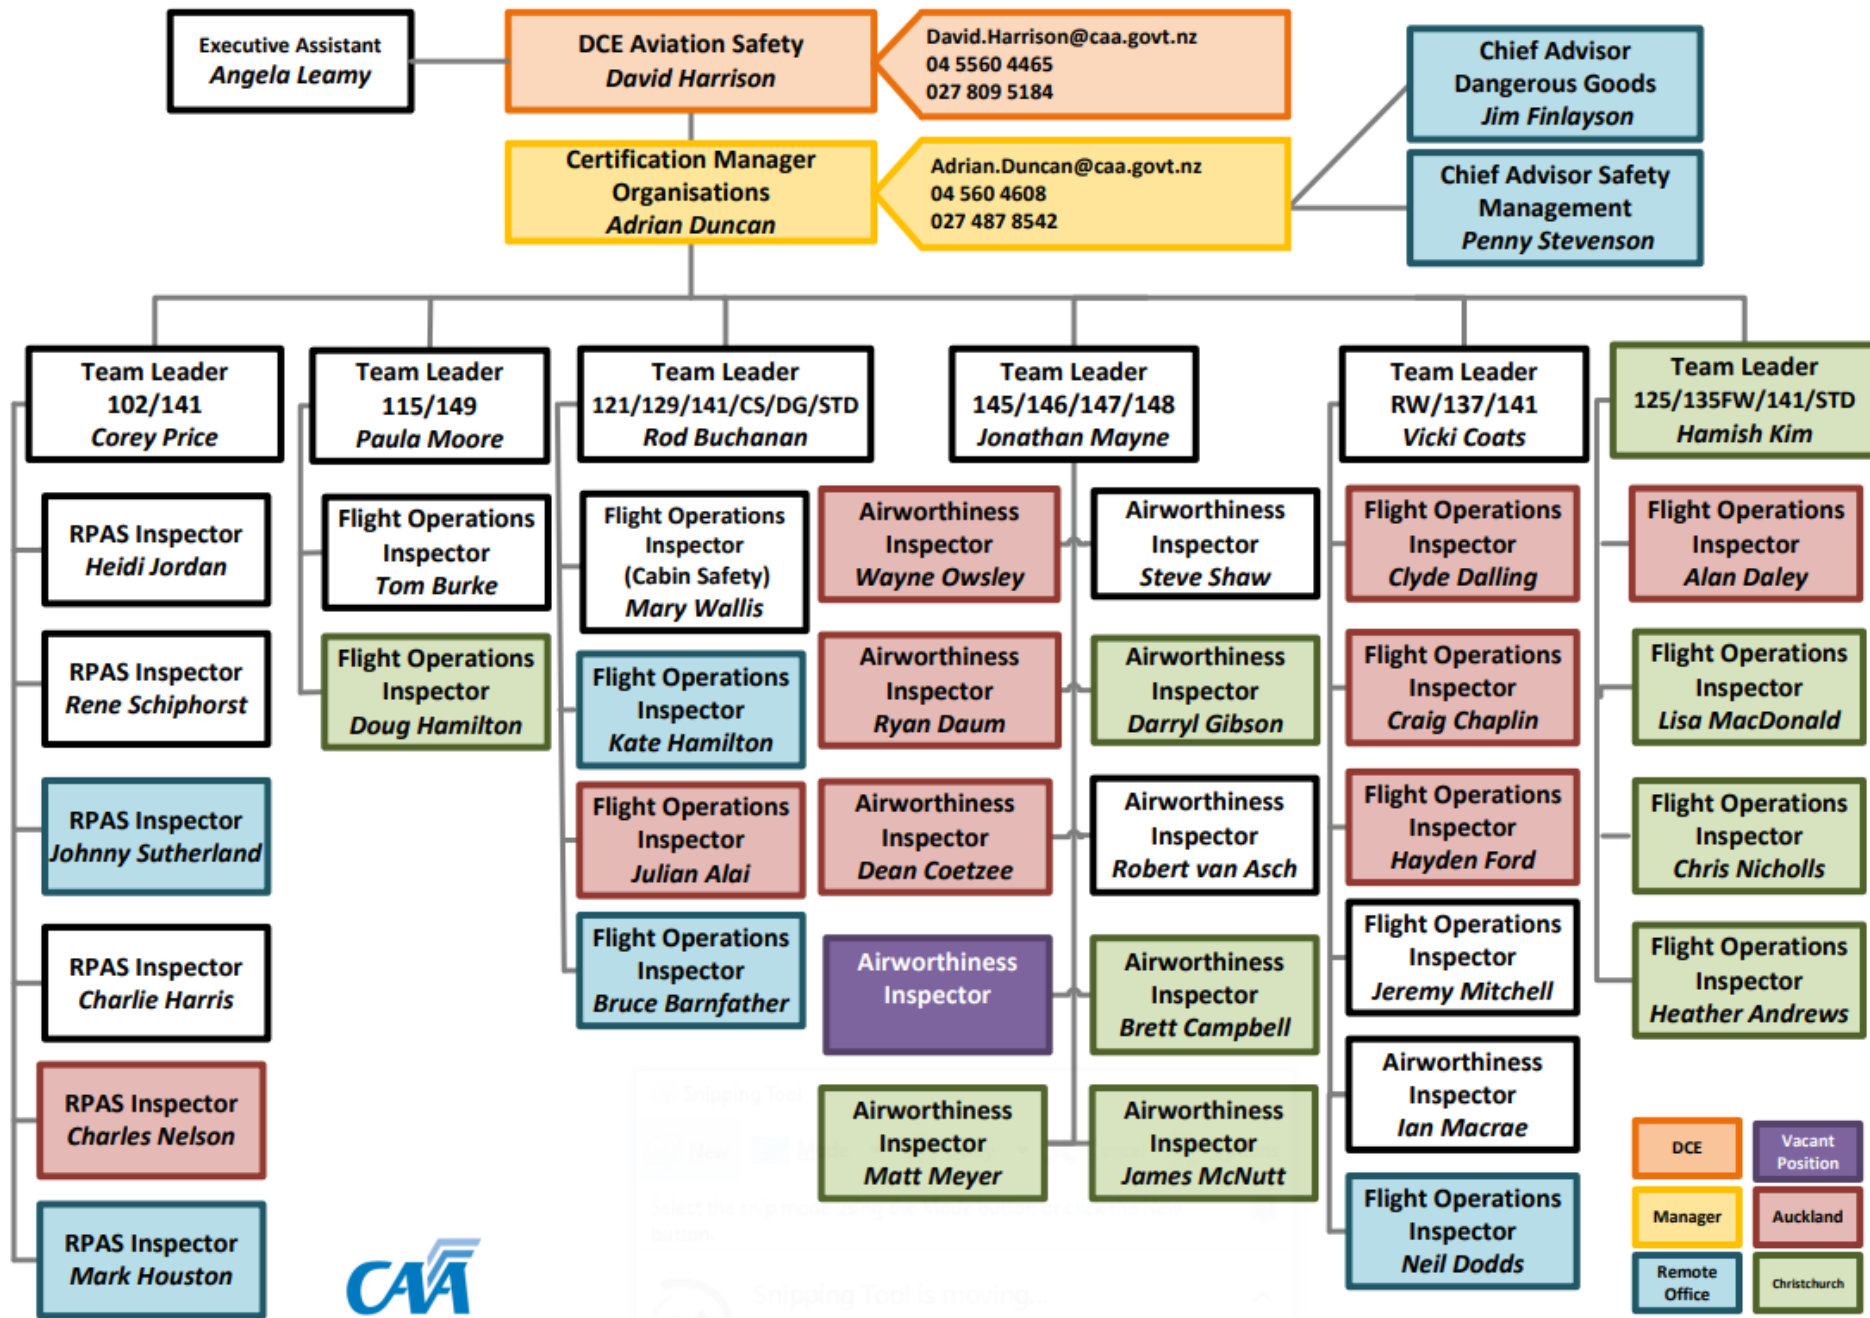 Executive Assistant
Angela Leamy
DCE Aviation Safety
David Harrison
David.Harrison@caa.govt.nz
04 5560 4465
027 809 5184
Chief Advisor
Dangerous Goods
Jim Finlayson
Certification Manager
Organisations
Adrian Duncan
Adrian.Duncan@caa.govt.nz
04 560 4608
027 487 8542
Chief Advisor Safety
Management
Penny Stevenson
Team Leader
102/141
Corey Price
RPAS Inspector
Heidi Jordan
RPAS Inspector
Rene Schiphorst
RPAS Inspector
Johnny Sutherland
RPAS Inspector
Charlie Harris
RPAS Inspector
Charles Nelson
RPAS Inspector
Mark Houston
Team Leader
115/149
Paula Moore
Flight Operations
Inspector
Tom Burke
Flight Operations
Inspector
Doug Hamilton
Team Leader
121/129/141/CS/DG/STD
Rod Buchanan
Flight Operations
Inspector
(Cabin Safety)
Mary Wallis
Flight Operations
Inspector
Kate Hamilton
Flight Operations
Inspector
Julian Alai
Flight Operations
Inspector
Bruce Barnfather
Team Leader
145/146/147/148
Jonathan Mayne
Airworthiness
Inspector
Wayne Owsley
Airworthiness
Inspector
Steve Shaw
Airworthiness
Inspector
Ryan Daum
Airworthiness
Inspector
Darryl Gibson
Airworthiness
Inspector
Dean Coetzee
Airworthiness
Inspector
Robert van Asch
Airworthiness
Inspector
Airworthiness
Inspector
Brett Campbell
Airworthiness
Inspector
Matt Meyer
Airworthiness
Inspector
James McNutt
Team Leader
RW/137/141
Vicki Coats
Flight Operations
Inspector
Clyde Dalling
Flight Operations
Inspector
Craig Chaplin
Flight Operations
Inspector
Hayden Ford
Flight Operations
Inspector
Jeremy Mitchell
Airworthiness
Inspector
Ian Macrae
Flight Operations
Inspector
Neil Dodds
Team Leader
125/135FW/141/STD
Hamish Kim
Flight Operations
Inspector
Alan Daley
Flight Operations
Inspector
Lisa MacDonald
Flight Operations
Inspector
Chris Nicholls
Flight Operations
Inspector
Heather Andrews
CAA
Snipping Tool
Snipping Tool is moving...
DCE
Vacant
Position
Manager
Auckland
Remote
Office
Christchurch